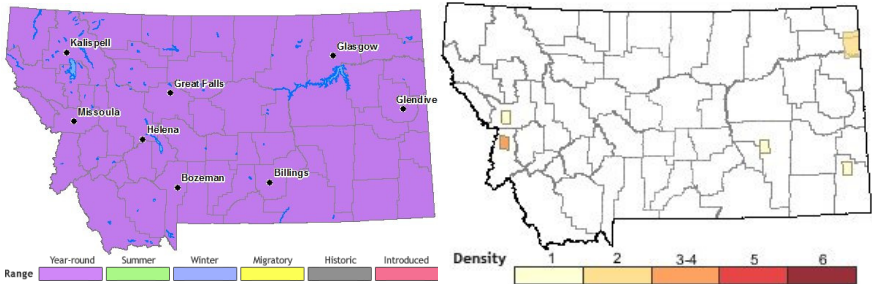 Kalispell
Glasgow
Great Falls
Glendive
Missoula
Helena
Bozeman
Billings
Year-round Summer Winter Migratory Historic Introduced
Range
Density 1 2 3-4 5 6